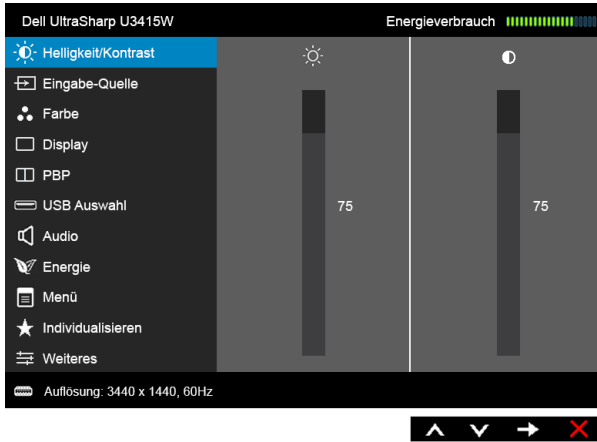 Dell UltraSharp U3415W
Energieverbrauch
Helligkeit/Kontrast
Eingabe-Quelle
Farbe
Display
PBP
USB Auswahl
75
75
Audio
Energie
Menü
Individualisieren
Weiteres
Auflösung: 3440 x 1440, 60Hz